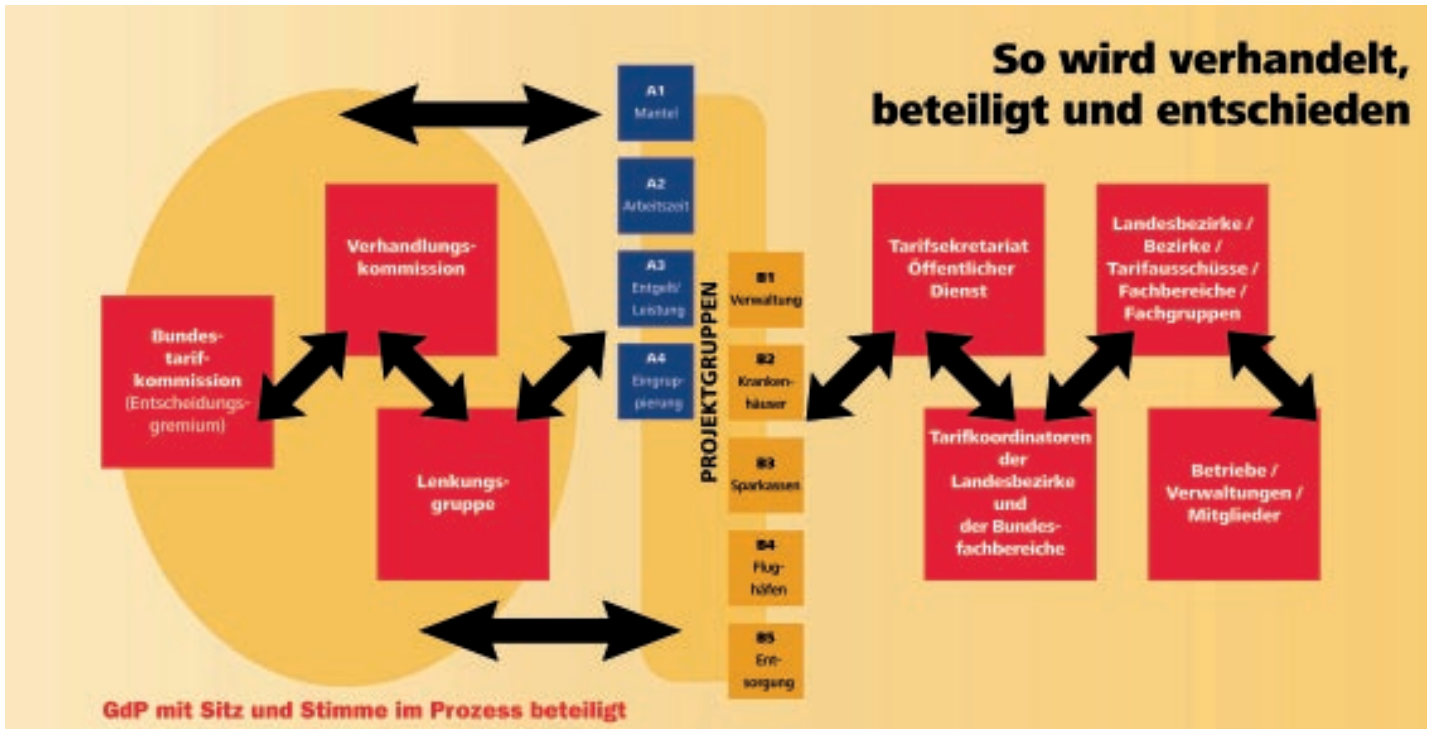 So wird verhandelt,
beteiligt und entschieden
A1
Mantel
A2
Arbeitszeit
A3
Entgelt/
Leistung
A4
Eingrup-
pierung
Verhandlungs-
kommission
Bundes-
tarif-
kommission
(Entscheidungs-
gremium)
Lenkungs-
gruppe
PROJEKTGRUPPEN
B1
Verwaltung
B2
Kranken-
häuser
B3
Sparkassen
B4
Flug-
häfen
B5
Ent-
sorgung
Tarifsekretariat
Öffentlicher
Dienst
Landesbezirke /
Bezirke /
Tarifausschüsse /
Fachbereiche /
Fachgruppen
Tarifkoordinatoren
der
Landesbezirke
und
der Bundes-
fachbereiche
Betriebe /
Verwaltungen /
Mitglieder
GdP mit Sitz und Stimme im Prozess beteiligt